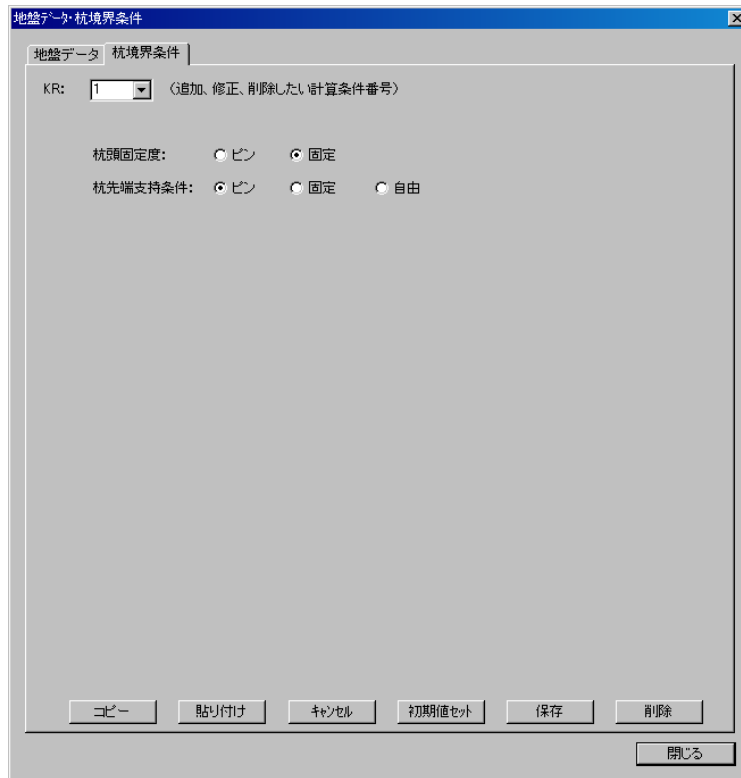 地盤ﾃﾞｰﾀ・杭境界条件
地盤データ 杭境界条件
KR: 1 （追加、修正、削除したい計算条件番号）
杭頭固定度: ピン 固定
杭先端支持条件: ピン 固定 自由
コピー 貼り付け ｷｬﾝｾﾙ 初期値ｾｯﾄ 保存 削除
閉じる